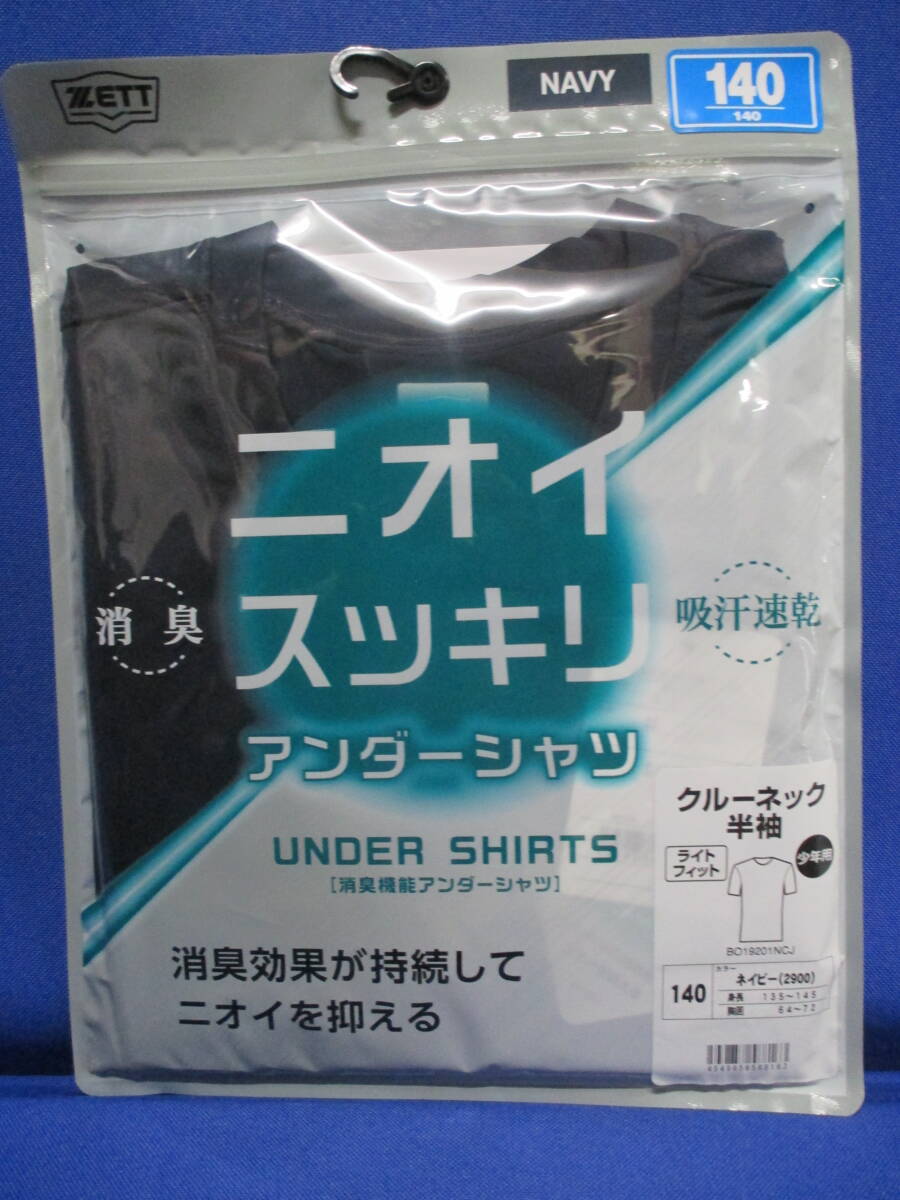 ZETT
NAVY
140
140
ニオイ
スッキリ
消臭
吸汗速乾
アンダーシャツ
UNDER SHIRTS
[消臭機能アンダーシャツ]
消臭効果が持続して
ニオイを抑える
クルーネック
半袖
ライト
フィット
少年用
BO19201NCJ
140
カラー
ネイビー(2900)
身長 135~145
胸囲 64~72